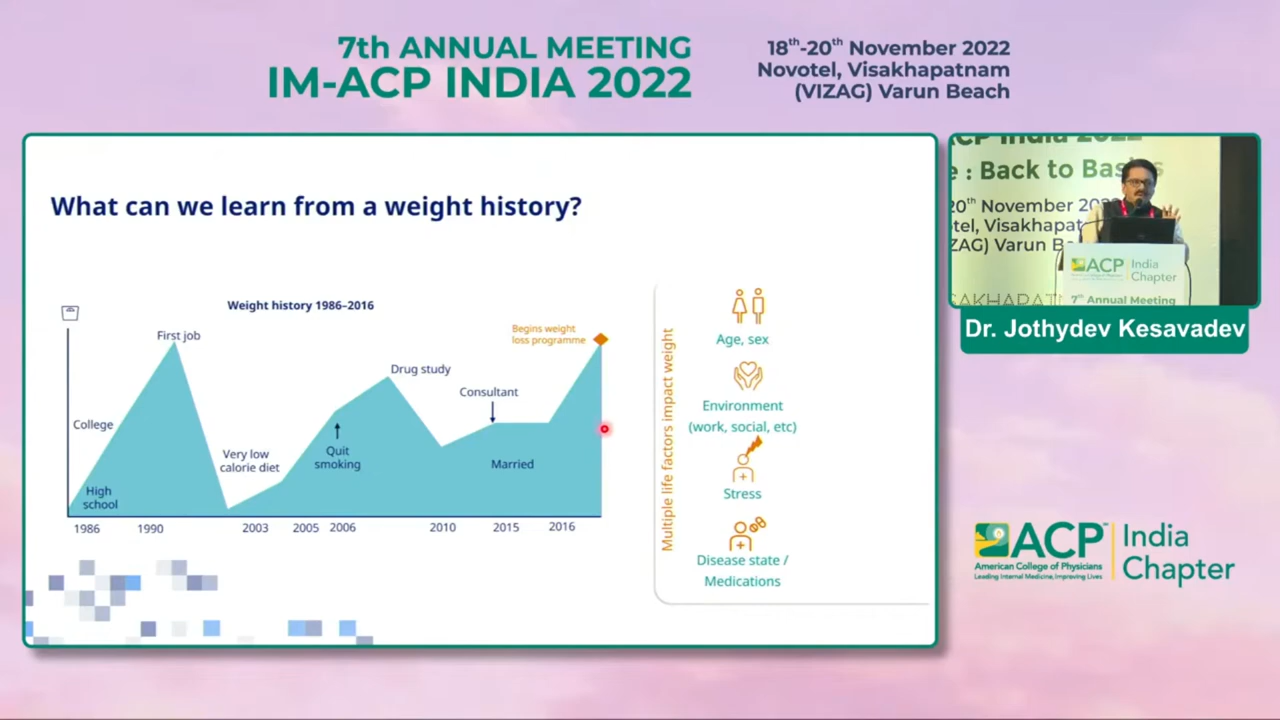 7th ANNUAL MEETING
IM-ACP INDIA 2022
18th-20th November 2022
Novotel, Visakhapatnam
(VIZAG) Varun Beach
What can we learn from a weight history?
Weight history 1986–2016
First job
College
High
school
Very low
calorie diet
Quit
smoking
Drug study
Consultant
Married
Begins weight
loss programme
1986 1990 2003 2005 2006 2010 2015 2016
Multiple life factors impact weight
Age, sex
Environment
(work, social, etc)
Stress
Disease state /
Medications
ACP India 2022
: Back to Bas
November
Visakhapat
ZAG) Varun B
ACP India
Chapter
7th Annual Meeting
Dr. Jothydev Kesavadev
ACP™
American College of Physicians
Leading Internal Medicine, Improving Lives
India
Chapter